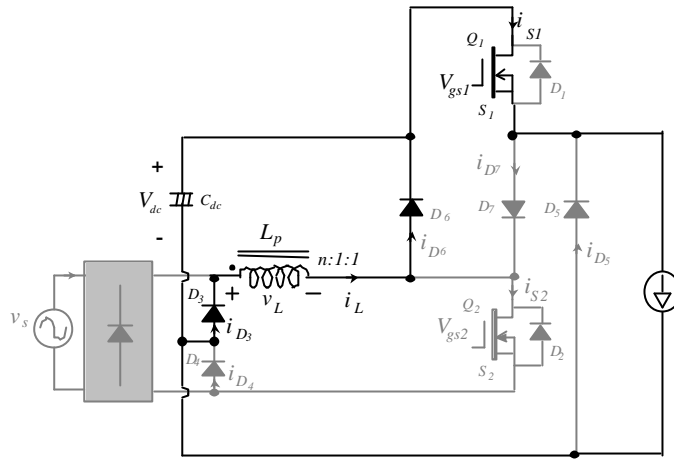 i
S1
Q1
Vgs1
D1
S1
+
Vdc
Cdc
-
iD7
D6
D7
D5
Lp
n:1:1
iD6
iD5
D3
+
vL
−
iL
iS2
vs
iD3
Q2
Vgs2
D2
D4
iD4
S2